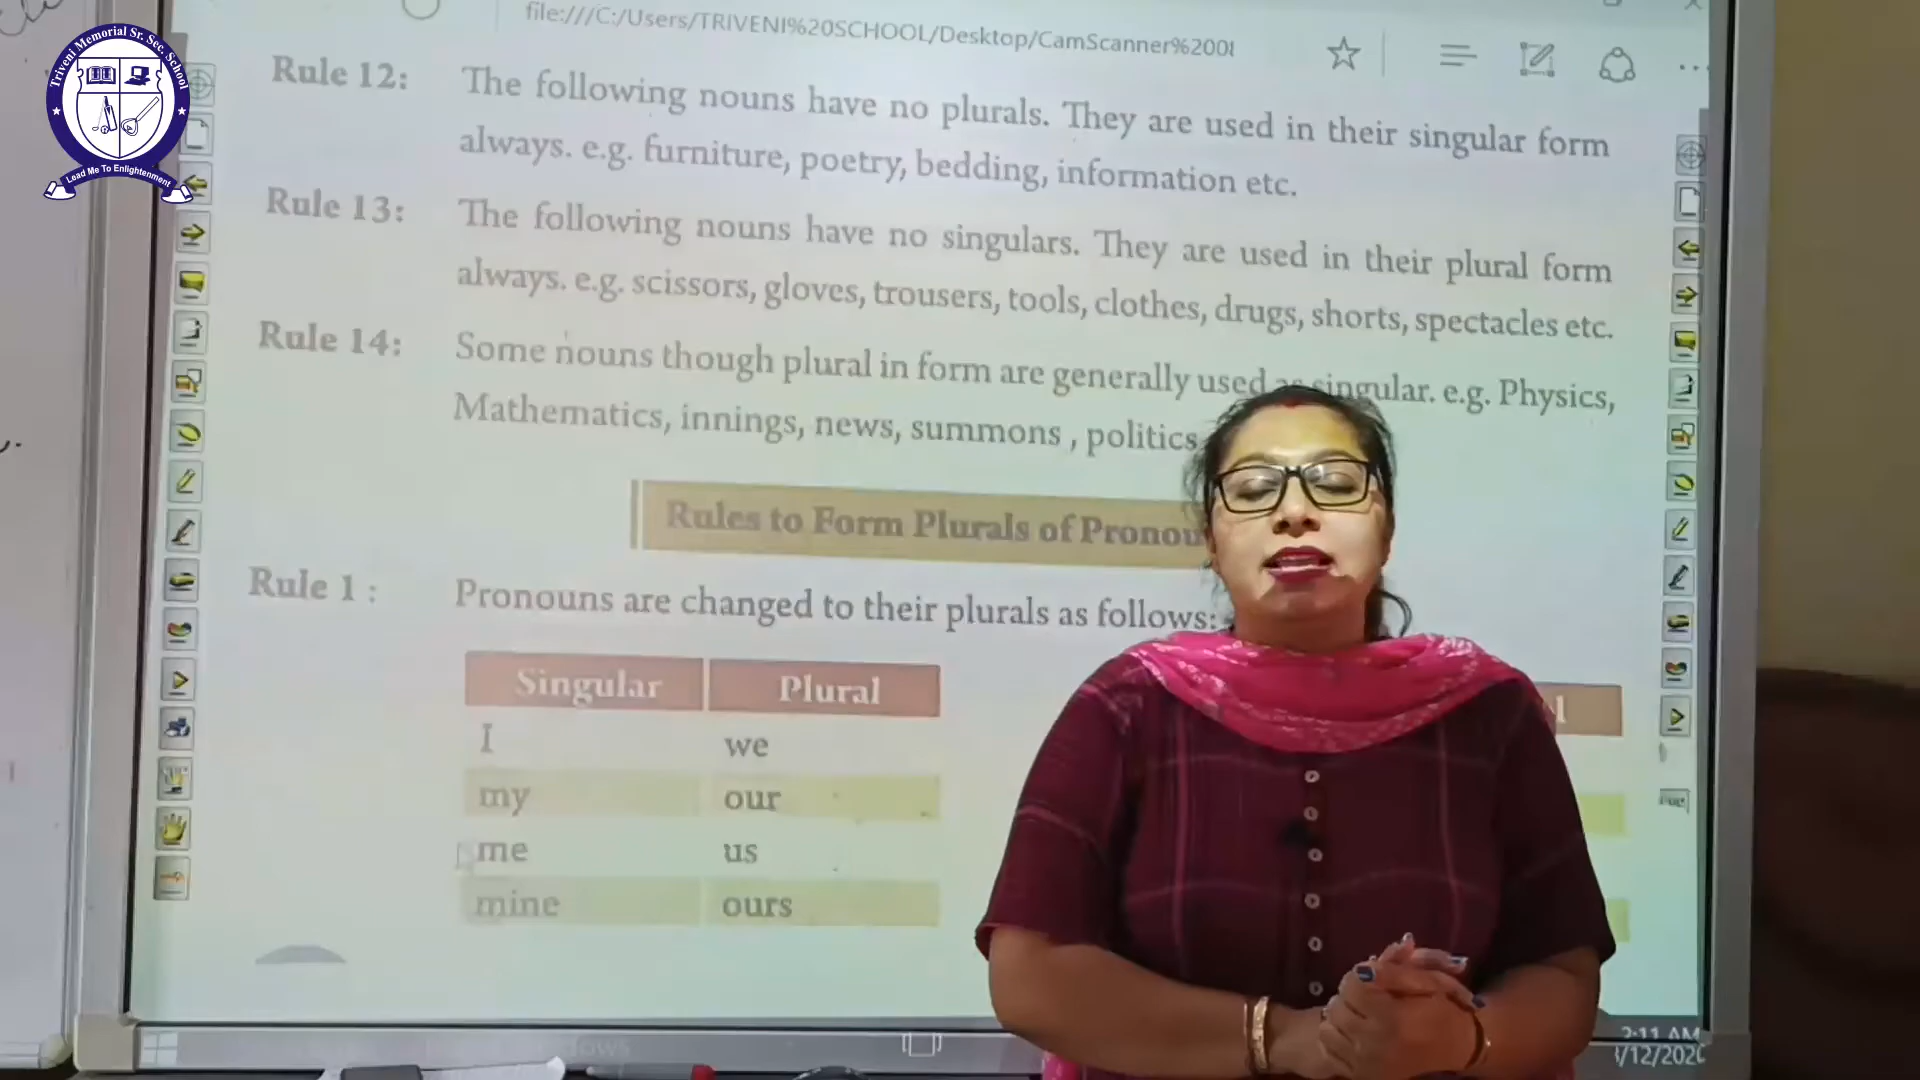 Triveni Memorial Sr. Sec. School
Lead Me To Enlightenment
file:///C:/Users/TRIVENI%20SCHOOL/Desktop/CamScanner%200
Rule 12: The following nouns have no plurals. They are used in their singular form
always. e.g. furniture, poetry, bedding, information etc.
Rule 13: The following nouns have no singulars. They are used in their plural form
always. e.g. scissors, gloves, trousers, tools, clothes, drugs, shorts, spectacles etc.
Rule 14: Some nouns though plural in form are generally used as singular. e.g. Physics,
Mathematics, innings, news, summons , politics
Rules to Form Plurals of Pronou
Rule 1 : Pronouns are changed to their plurals as follows:
Singular Plural
I we
my our
me us
mine ours
2:11 AM
/12/2020